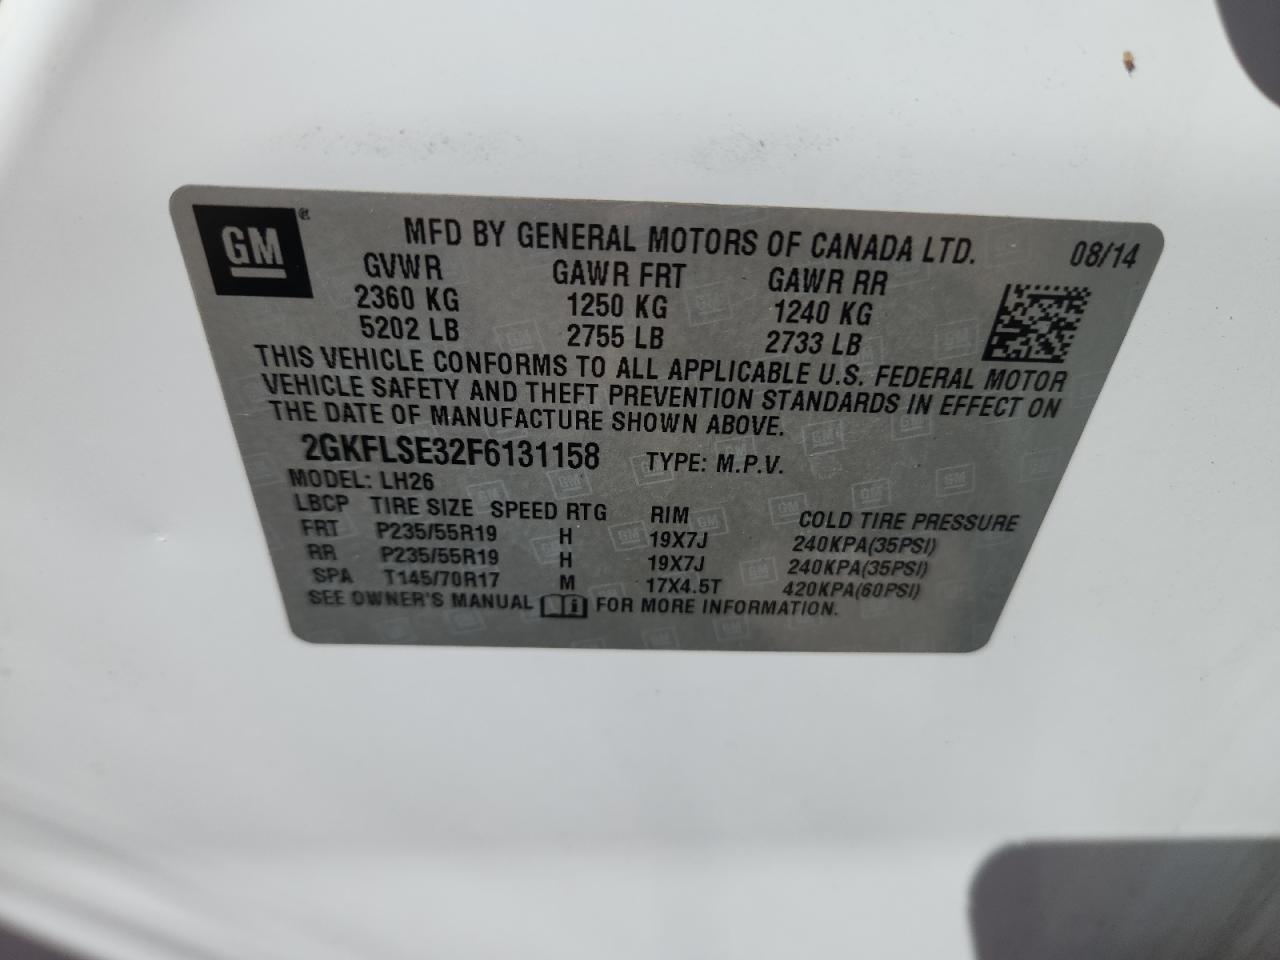 GM ®
MFD BY GENERAL MOTORS OF CANADA LTD. 08/14
GVWR GAWR FRT GAWR RR
2360 KG 1250 KG 1240 KG
5202 LB 2755 LB 2733 LB
THIS VEHICLE CONFORMS TO ALL APPLICABLE U.S. FEDERAL MOTOR
VEHICLE SAFETY AND THEFT PREVENTION STANDARDS IN EFFECT ON
THE DATE OF MANUFACTURE SHOWN ABOVE.
2GKFLSE32F6131158 TYPE: M.P.V.
MODEL: LH26
LBCP TIRE SIZE SPEED RTG RIM COLD TIRE PRESSURE
FRT P235/55R19 H 19X7J 240KPA(35PSI)
RR P235/55R19 H 19X7J 240KPA(35PSI)
SPA T145/70R17 M 17X4.5T 420KPA(60PSI)
SEE OWNER'S MANUAL i FOR MORE INFORMATION.